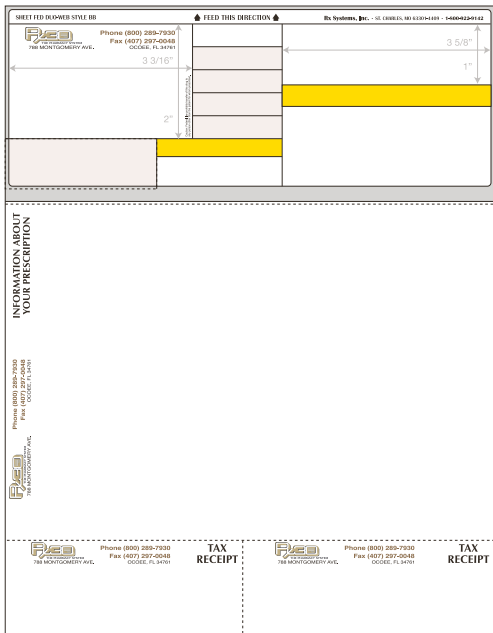 SHEET FED DUO-WEB STYLE BB
FEED THIS DIRECTION
Rx Systems, Inc. • ST. CHARLES, MO 63301-4409 • 1-800-922-9142
Phone (800) 289-7930
Fax (407) 297-0048
788 MONTGOMERY AVE.
OCOEE, FL 34761
3 3/16"
2"
3 5/8"
1"
INFORMATION ABOUT
YOUR PRESCRIPTION
Phone (800) 289-7930
Fax (407) 297-0048
OCOEE, FL 34761
788 MONTGOMERY AVE.
Phone (800) 289-7930
Fax (407) 297-0048
788 MONTGOMERY AVE.
OCOEE, FL 34761
TAX
RECEIPT
Phone (800) 289-7930
Fax (407) 297-0048
788 MONTGOMERY AVE.
OCOEE, FL 34761
TAX
RECEIPT